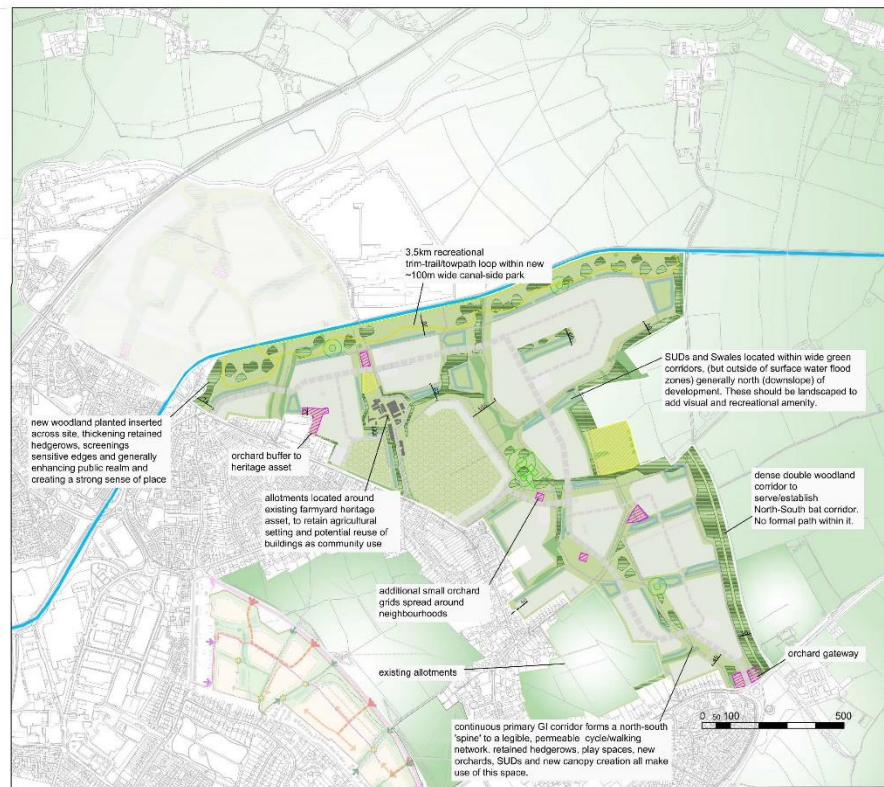 3.5km recreational
trim-trail/towpath loop within new
~100m wide canal-side park
SUDs and Swales located within wide green
corridors, (but outside of surface water flood
zones) generally north (downslope) of
development. These should be landscaped to
add visual and recreational amenity.
new woodland planted inserted
across site, thickening retained
hedgerows, screenings
sensitive edges and generally
enhancing public realm and
creating a strong sense of place
orchard buffer to
heritage asset
allotments located around
existing farmyard heritage
asset, to retain agricultural
setting and potential reuse of
buildings as community use
dense double woodland
corridor to
serve/establish
North-South bat corridor.
No formal path within it.
additional small orchard
grids spread around
neighbourhoods
existing allotments
orchard gateway
continuous primary GI corridor forms a north-south
'spine' to a legible, permeable cycle/walking
network. retained hedgerows, play spaces, new
orchards, SUDs and new canopy creation all make
use of this space.
0 50 100 500